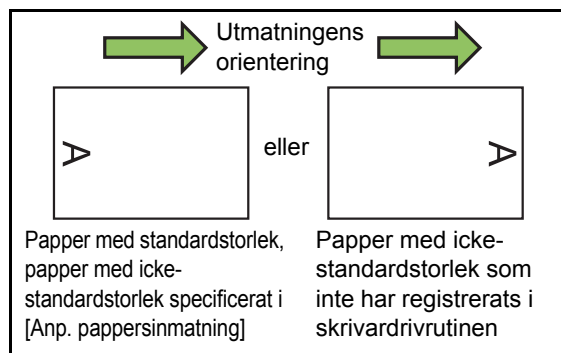 Utmatningens
orientering
A
eller
A
Papper med standardstorlek,
papper med icke-
standardstorlek specificerat i
[Anp. pappersinmatning]
Papper med icke-
standardstorlek som
inte har registrerats i
skrivardrivrutinen